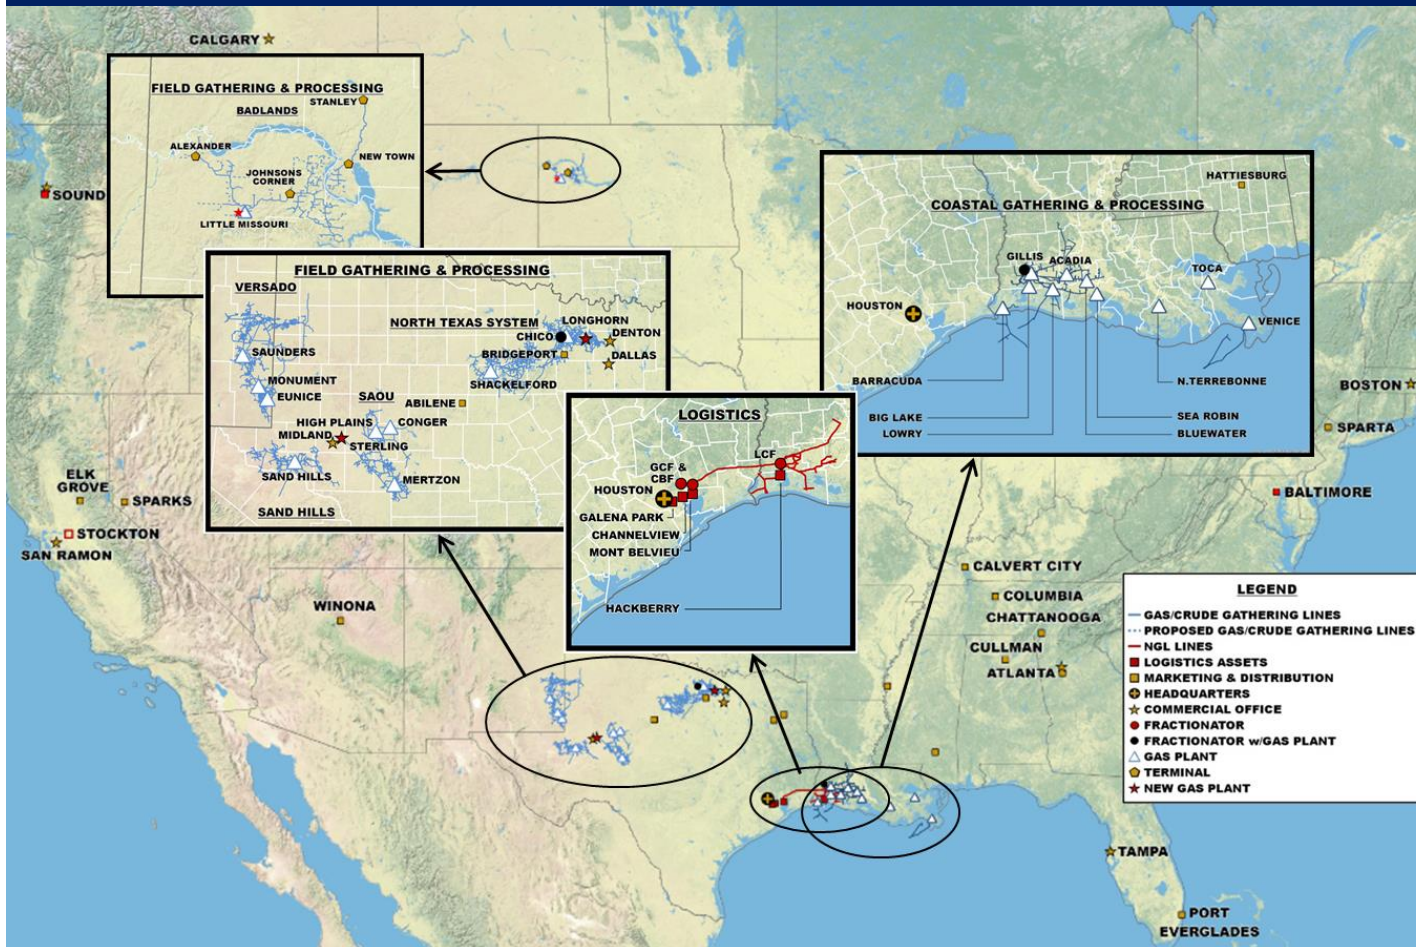 CALGARY
FIELD GATHERING & PROCESSING
BADLANDS
STANLEY
ALEXANDER
NEW TOWN
JOHNSONS
CORNER
LITTLE MISSOURI
SOUND
FIELD GATHERING & PROCESSING
VERSADO
NORTH TEXAS SYSTEM
LONGHORN
CHICO
DENTON
BRIDGEPORT
DALLAS
SAUNDERS
SHACKELFORD
MONUMENT
EUNICE
SAOU
ABILENE
HIGH PLAINS
CONGER
MIDLAND
STERLING
SAND HILLS
MERTZON
SAND HILLS
COASTAL GATHERING & PROCESSING
HATTIESBURG
GILLIS
ACADIA
TOCA
HOUSTON
VENICE
BARRACUDA
N.TERREBONNE
BIG LAKE
SEA ROBIN
LOWRY
BLUEWATER
LOGISTICS
LCF
GCF &
CBF
HOUSTON
GALENA PARK
CHANNELVIEW
MONT BELVIEU
HACKBERRY
BOSTON
SPARTA
BALTIMORE
ELK
GROVE
SPARKS
STOCKTON
SAN RAMON
WINONA
CALVERT CITY
COLUMBIA
CHATTANOOGA
CULLMAN
ATLANTA
TAMPA
PORT
EVERGLADES
LEGEND
GAS/CRUDE GATHERING LINES
PROPOSED GAS/CRUDE GATHERING LINES
NGL LINES
LOGISTICS ASSETS
MARKETING & DISTRIBUTION
HEADQUARTERS
COMMERCIAL OFFICE
FRACTIONATOR
FRACTIONATOR w/GAS PLANT
GAS PLANT
TERMINAL
NEW GAS PLANT